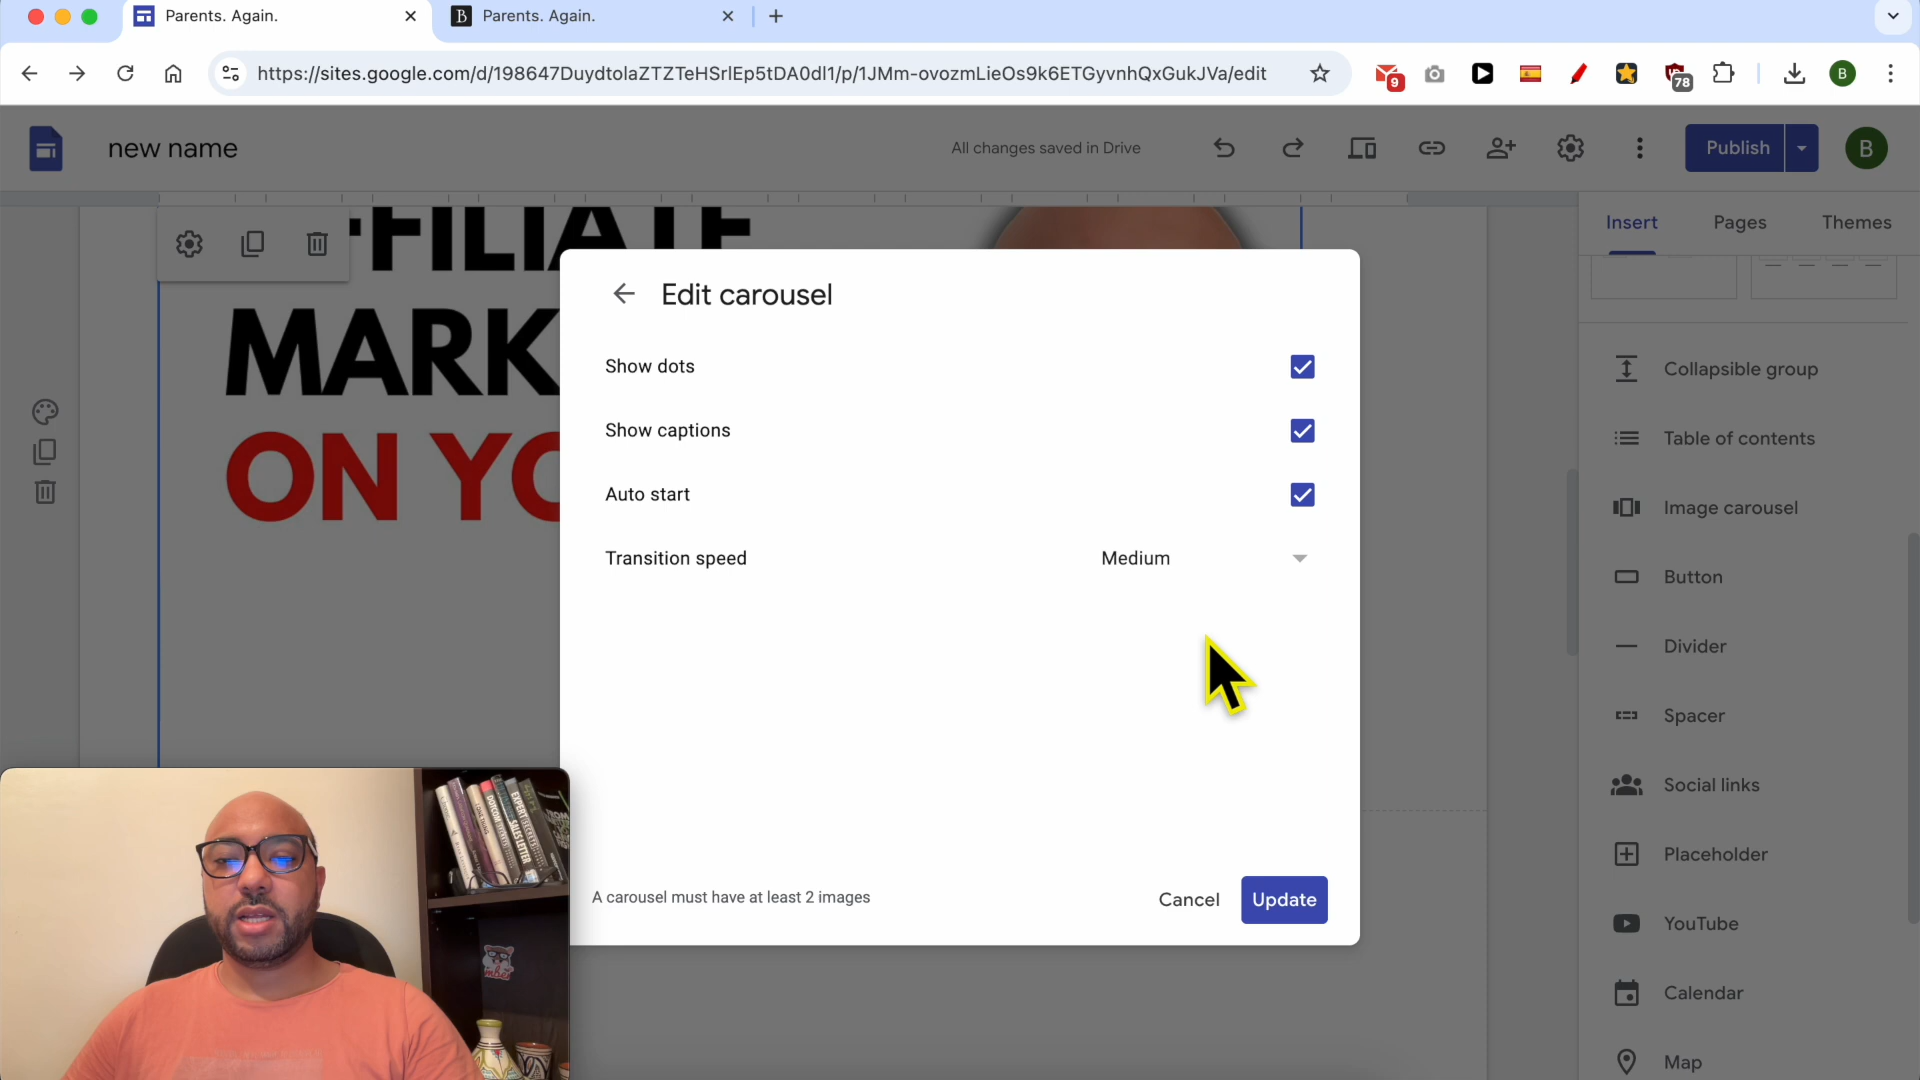 Parents. Again.
B Parents. Again.
https://sites.google.com/d/198647DuydtolaZTZTeHSrlEp5tDA0dl1/p/1JMm-ovozmLieOs9k6ETGyvnhQxGukJVa/edit
9
78
B
new name
All changes saved in Drive
Publish
B
Insert
Pages
Themes
MARK
ON YO
Edit carousel
Show dots
Show captions
Auto start
Transition speed
Medium
A carousel must have at least 2 images
Cancel
Update
Collapsible group
Table of contents
Image carousel
Button
Divider
Spacer
Social links
Placeholder
YouTube
Calendar
Map